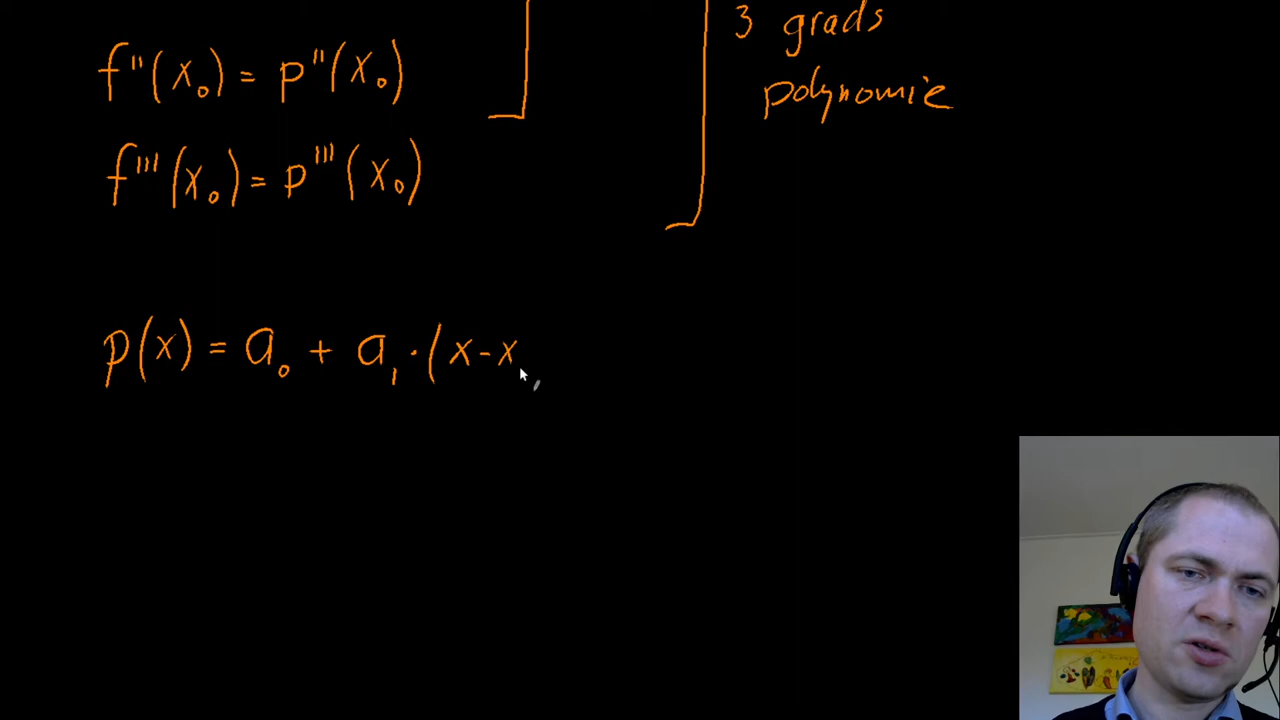 3 grads
f''(x₀) = p''(x₀)
polynomie
f'''(x₀) = p'''(x₀)
p(x) = a₀ + a₁ · (x - x